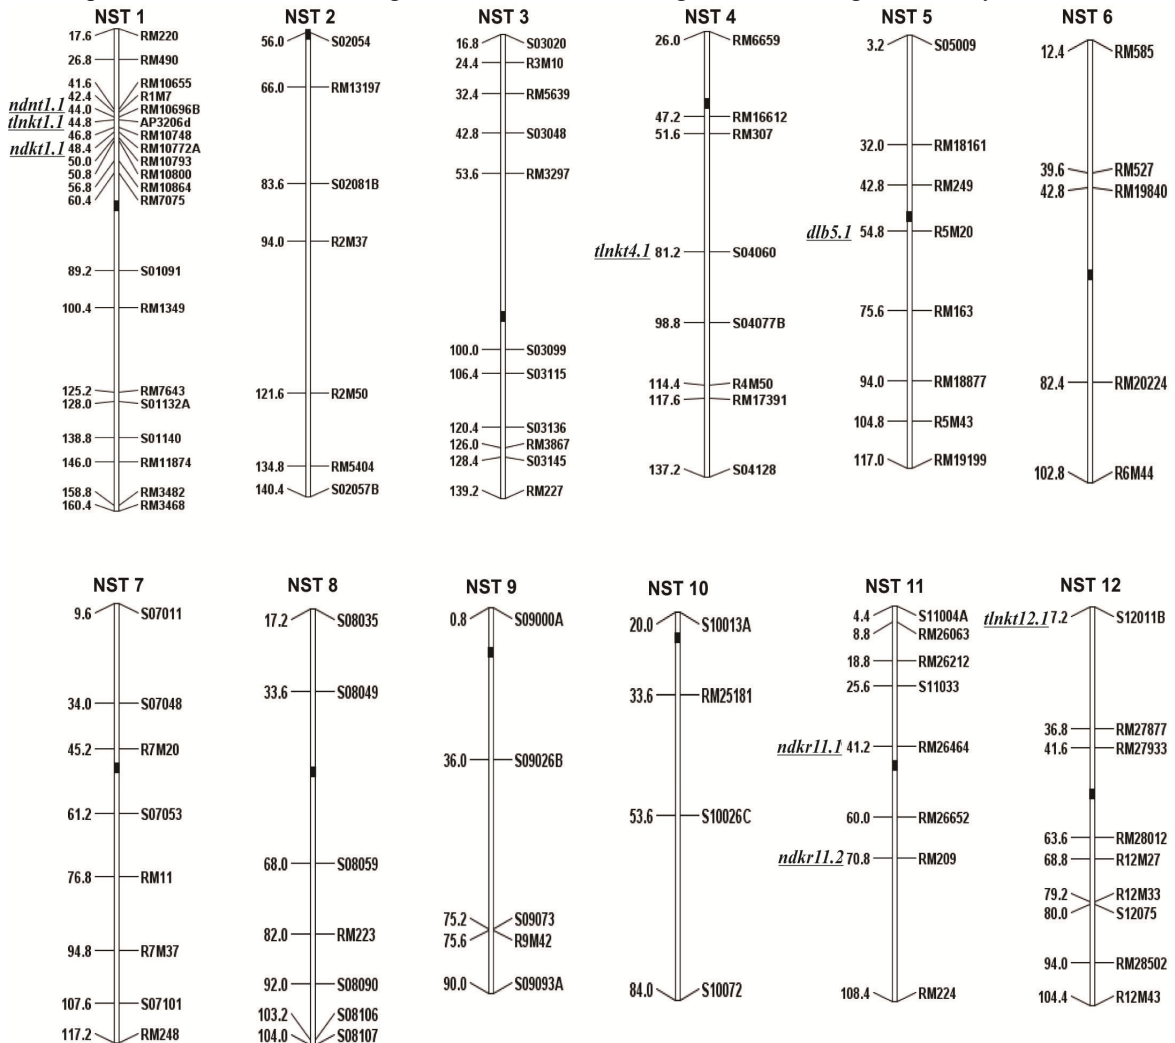 NST 1
17.6 RM220
26.8 RM490
41.6 RM10655
42.4 R1M7
ndnt1.1 44.0 RM10696B
tlnkt1.1 44.8 AP3206d
46.8 RM10748
ndkt1.1 48.4 RM10772A
50.0 RM10793
50.8 RM10800
56.8 RM10864
60.4 RM7075
89.2 S01091
100.4 RM1349
125.2 RM7643
128.0 S01132A
138.8 S01140
146.0 RM11874
158.8 RM3482
160.4 RM3468
NST 2
56.0 S02054
66.0 RM13197
83.6 S02081B
94.0 R2M37
121.6 R2M50
134.8 RM5404
140.4 S02057B
NST 3
16.8 S03020
24.4 R3M10
32.4 RM5639
42.8 S03048
53.6 RM3297
100.0 S03099
106.4 S03115
120.4 S03136
126.0 RM3867
128.4 S03145
139.2 RM227
NST 4
26.0 RM6659
47.2 RM16612
51.6 RM307
tlnkt4.1 81.2 S04060
98.8 S04077B
114.4 R4M50
117.6 RM17391
137.2 S04128
NST 5
3.2 S05009
32.0 RM18161
42.8 RM249
dlb5.1 54.8 R5M20
75.6 RM163
94.0 RM18877
104.8 R5M43
117.0 RM19199
NST 6
12.4 RM585
39.6 RM527
42.8 RM19840
82.4 RM20224
102.8 R6M44
NST 7
9.6 S07011
34.0 S07048
45.2 R7M20
61.2 S07053
76.8 RM11
94.8 R7M37
107.6 S07101
117.2 RM248
NST 8
17.2 S08035
33.6 S08049
68.0 S08059
82.0 RM223
92.0 S08090
103.2 S08106
104.0 S08107
NST 9
0.8 S09000A
36.0 S09026B
75.2 S09073
75.6 R9M42
90.0 S09093A
NST 10
20.0 S10013A
33.6 RM25181
53.6 S10026C
84.0 S10072
NST 11
4.4 S11004A
8.8 RM26063
18.8 RM26212
25.6 S11033
ndkr11.1 41.2 RM26464
60.0 RM26652
ndkr11.2 70.8 RM209
108.4 RM224
NST 12
tlnkt12.1 7.2 S12011B
36.8 RM27877
41.6 RM27933
63.6 RM28012
68.8 R12M27
79.2 R12M33
80.0 S12075
94.0 RM28502
104.4 R12M43